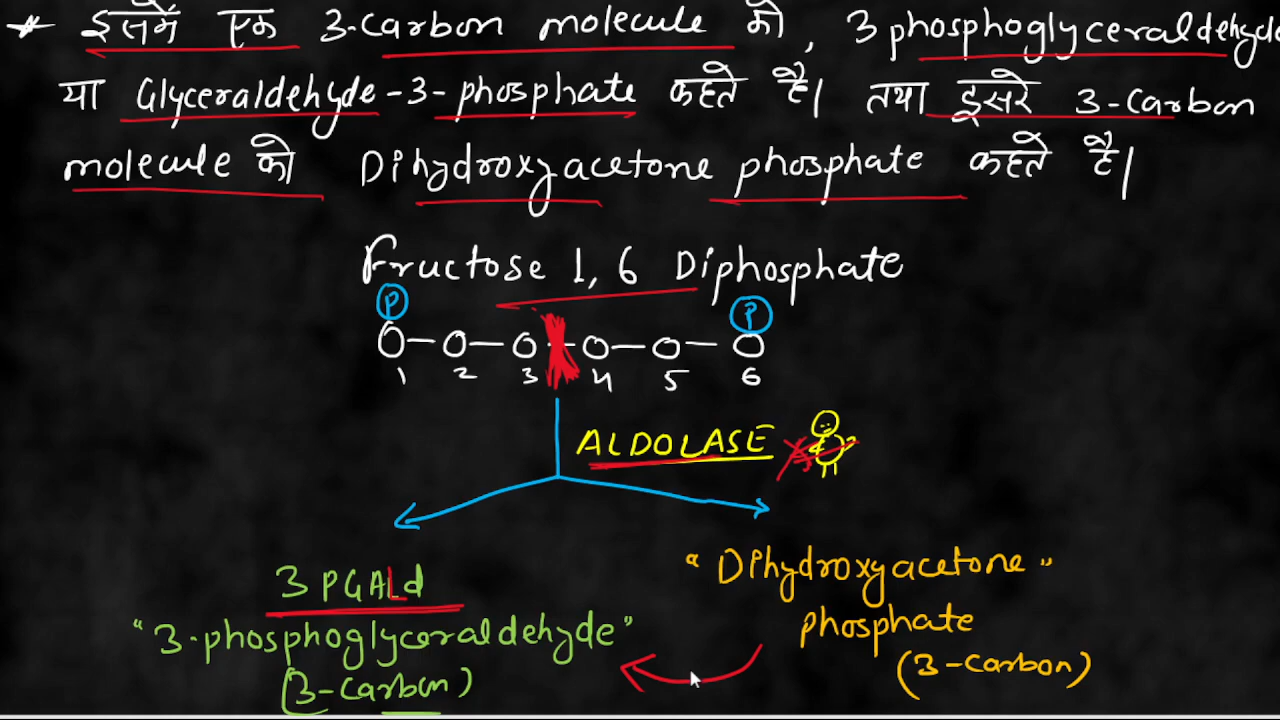 * इसमें एक 3-Carbon molecule को, 3 phosphoglyceraldehyde
या Glyceraldehyde-3-phosphate कहते है। तथा दूसरे 3-Carbon
molecule को Dihydroxyacetone phosphate कहते है।
Fructose 1, 6 Diphosphate
P P
1 2 3 4 5 6
ALDOLASE
3 PGALd
"3-phosphoglyceraldehyde"
(3-Carbon)
"Dihydroxyacetone"
phosphate
(3-Carbon)